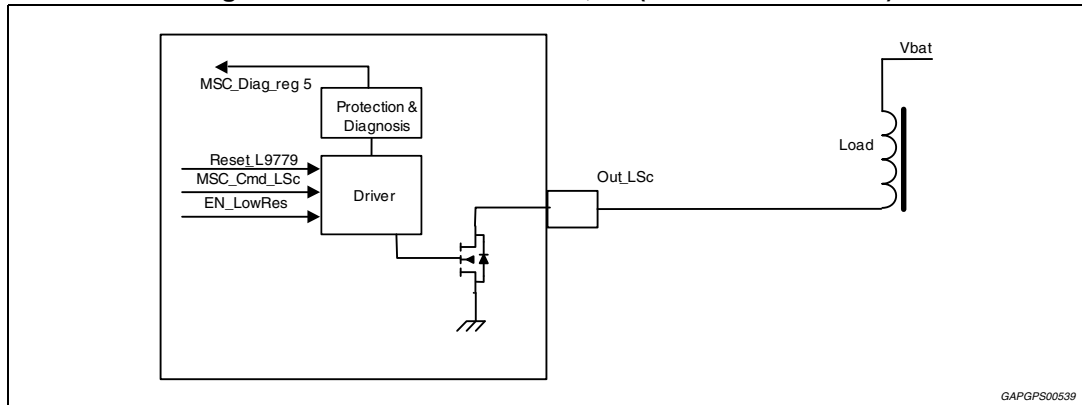 Vbat
MSC_Diag_reg 5
Protection &
Diagnosis
Load
Reset_L9779
MSC_Cmd_LSc
EN_LowRes
Driver
Out_LSc
GAPGPS00539